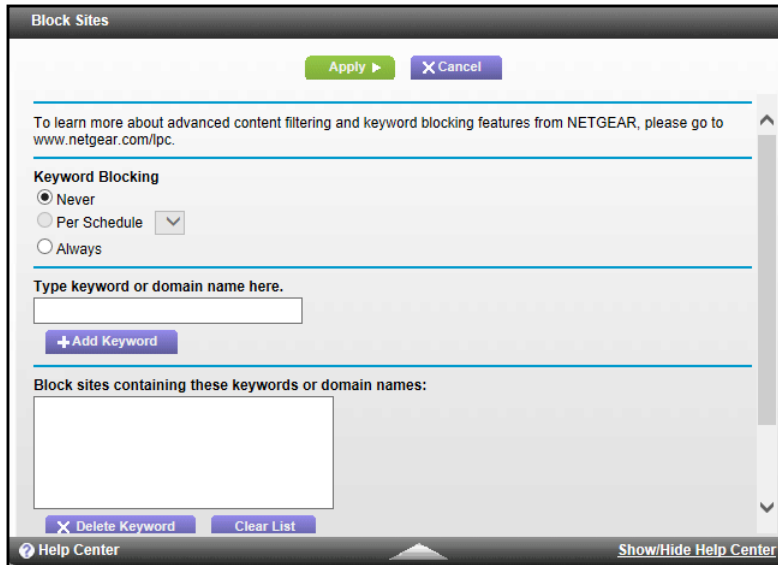 Block Sites
Apply
Cancel
To learn more about advanced content filtering and keyword blocking features from NETGEAR, please go to
www.netgear.com/lpc.
Keyword Blocking
Never
Per Schedule
Always
Type keyword or domain name here.
Add Keyword
Block sites containing these keywords or domain names:
Delete Keyword Clear List
Help Center Show/Hide Help Center